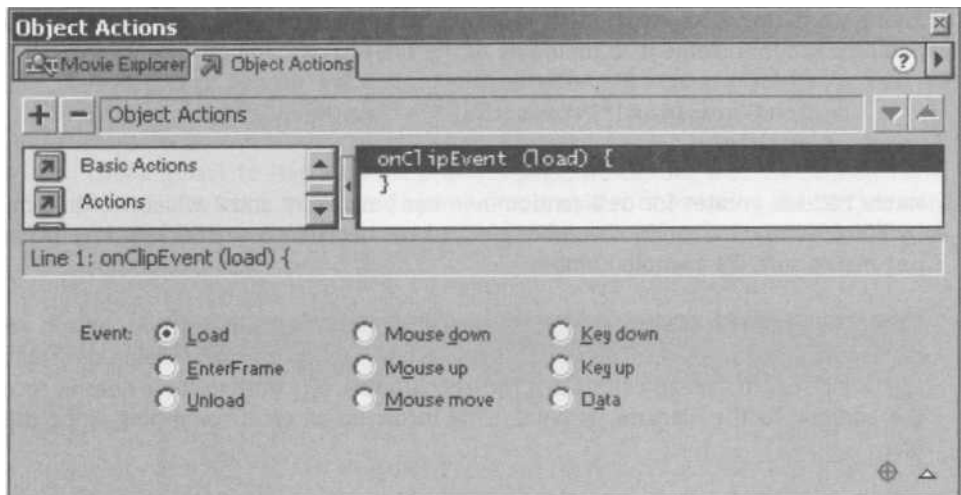 Object Actions
Movie Explorer Object Actions ?
+ - Object Actions
Basic Actions
Actions
onClipEvent (load) {
}
Line 1: onClipEvent (load) {
Event: Load Mouse down Key down
EnterFrame Mouse up Key up
Unload Mouse move Data